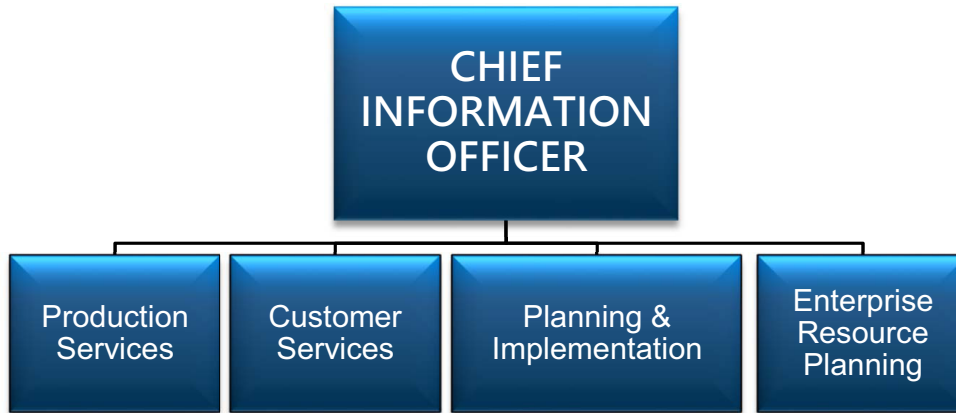 CHIEF
INFORMATION
OFFICER
Production
Services
Customer
Services
Planning &
Implementation
Enterprise
Resource
Planning